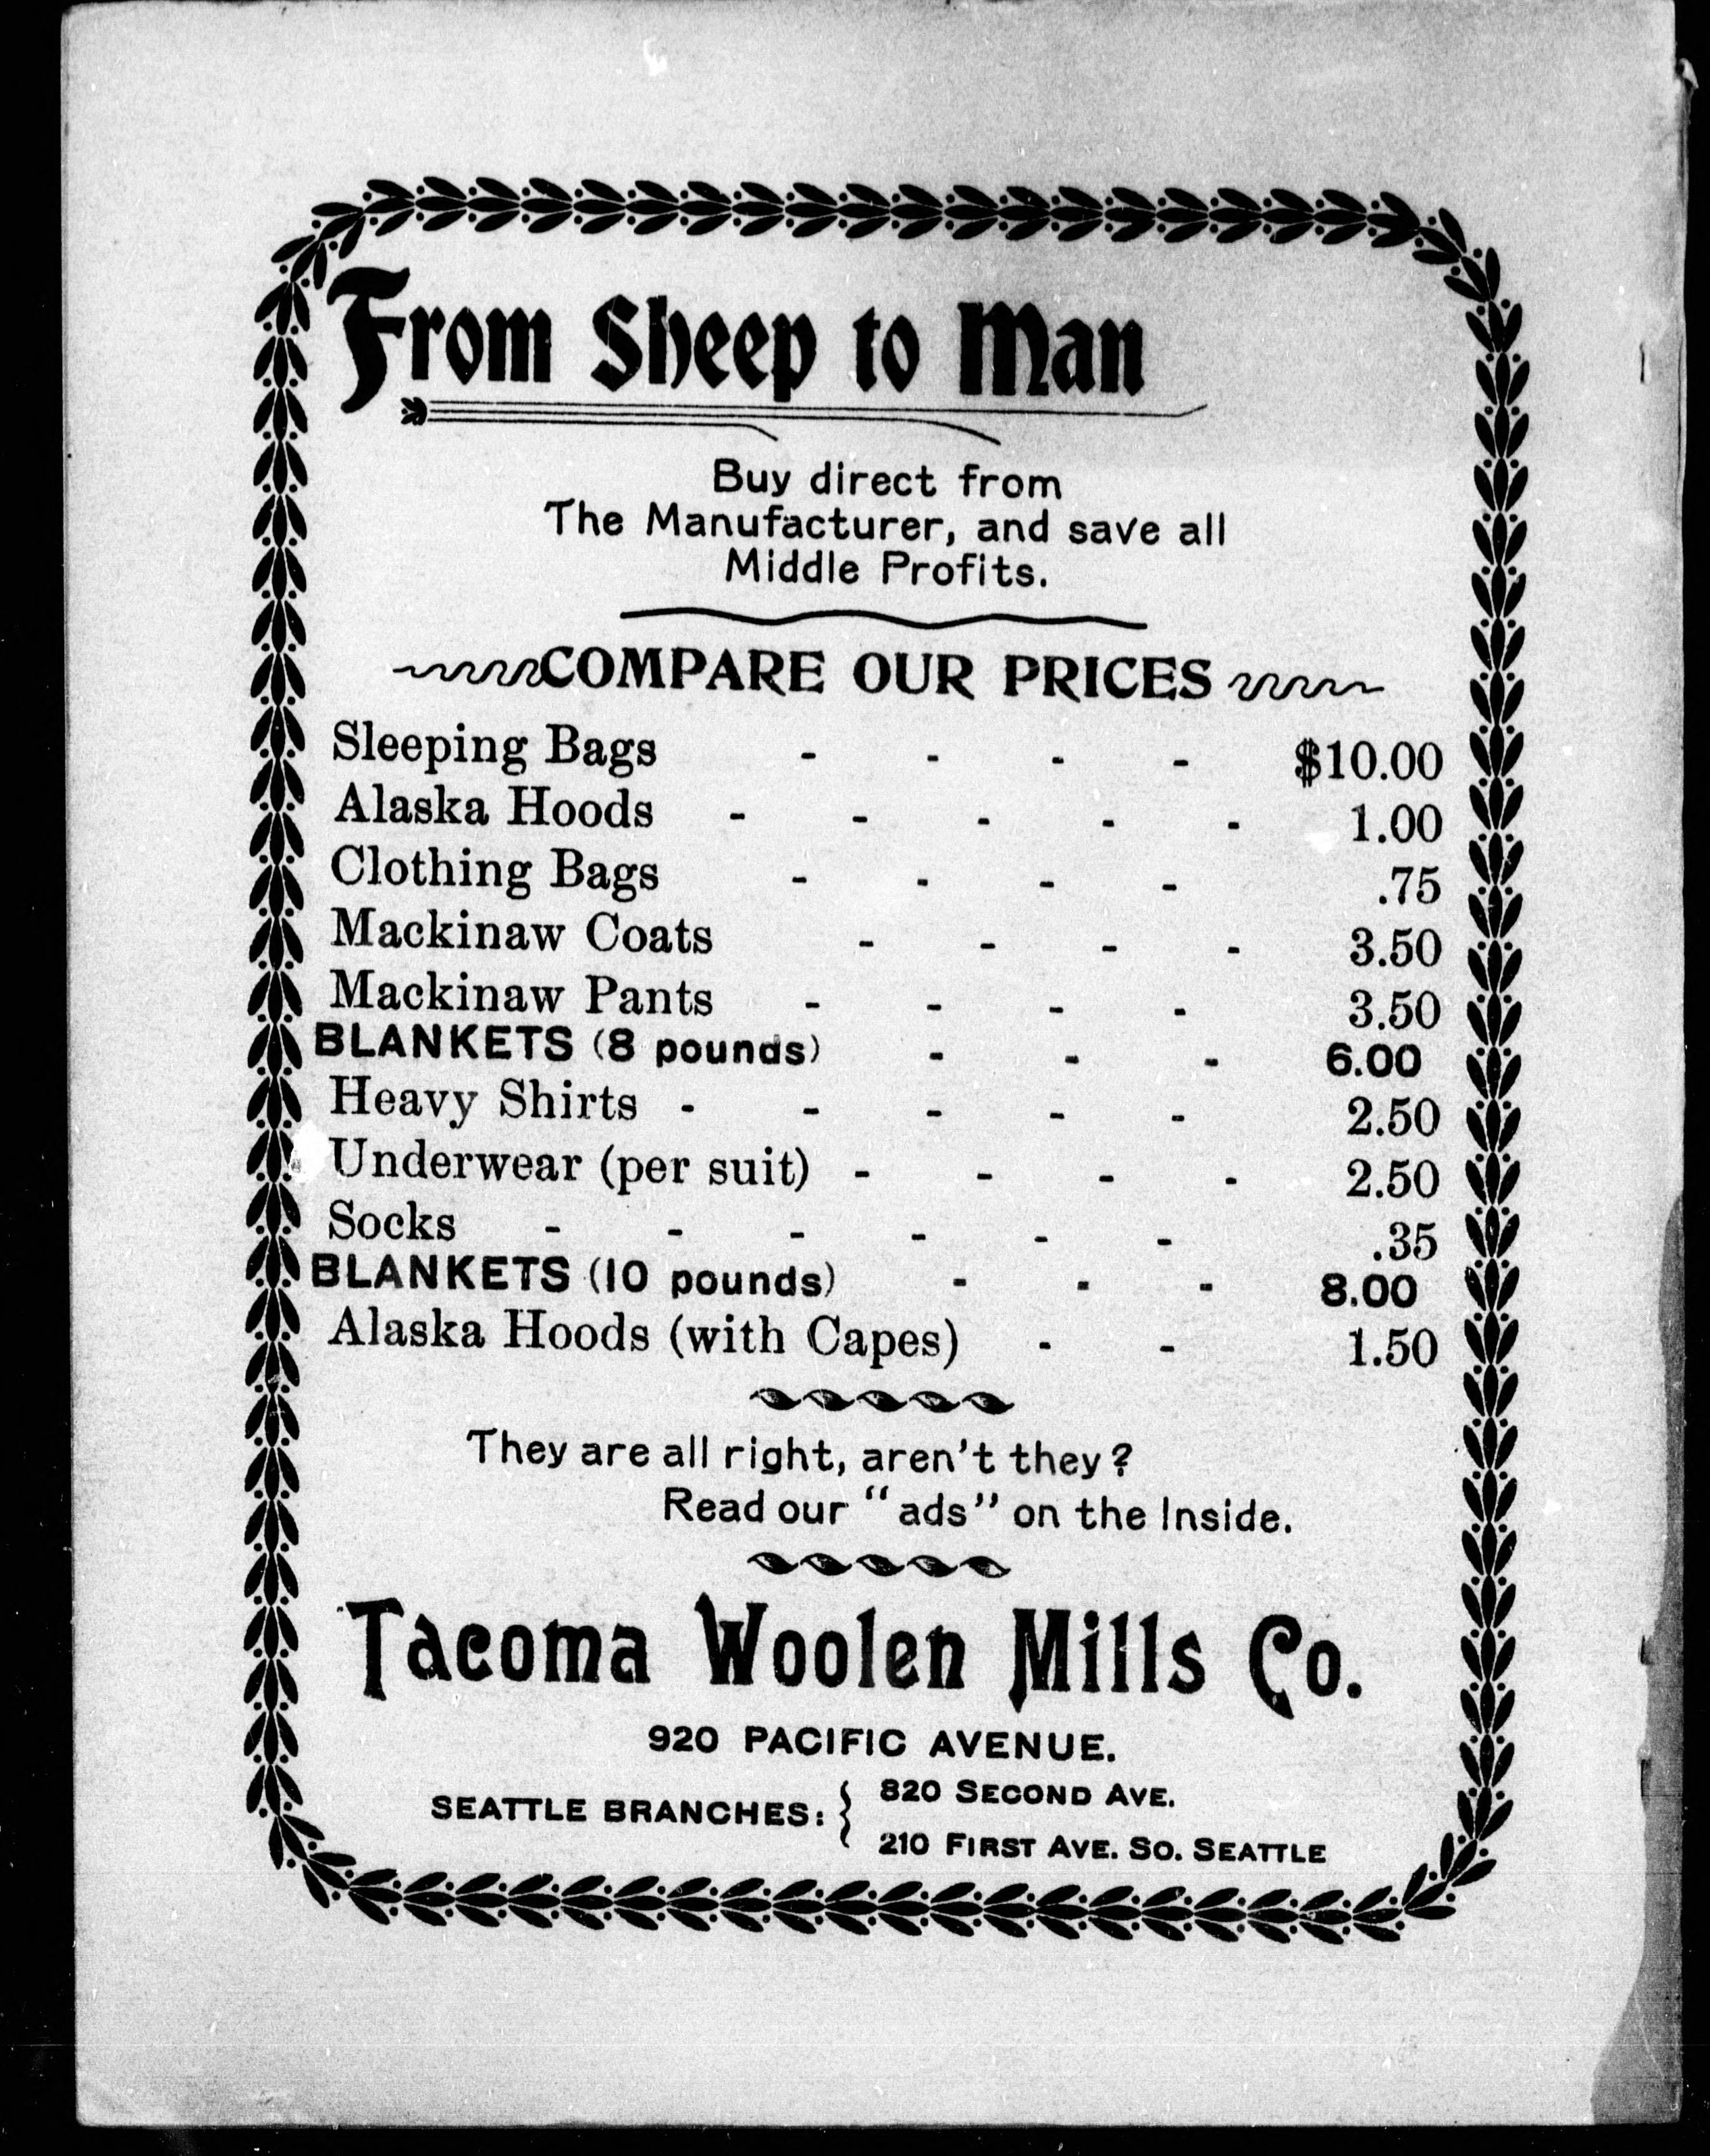 From Sheep to Man
Buy direct from
The Manufacturer, and save all
Middle Profits.
COMPARE OUR PRICES
Sleeping Bags - - - - $10.00
Alaska Hoods - - - - - 1.00
Clothing Bags - - - - .75
Mackinaw Coats - - - - 3.50
Mackinaw Pants - - - - 3.50
BLANKETS (8 pounds) - - - 6.00
Heavy Shirts - - - - - 2.50
Underwear (per suit) - - - - 2.50
Socks - - - - - - .35
BLANKETS (10 pounds) - - - 8.00
Alaska Hoods (with Capes) - - 1.50
They are all right, aren't they?
Read our "ads" on the Inside.
Tacoma Woolen Mills Co.
920 PACIFIC AVENUE.
SEATTLE BRANCHES: { 820 SECOND AVE.
210 FIRST AVE. SO. SEATTLE